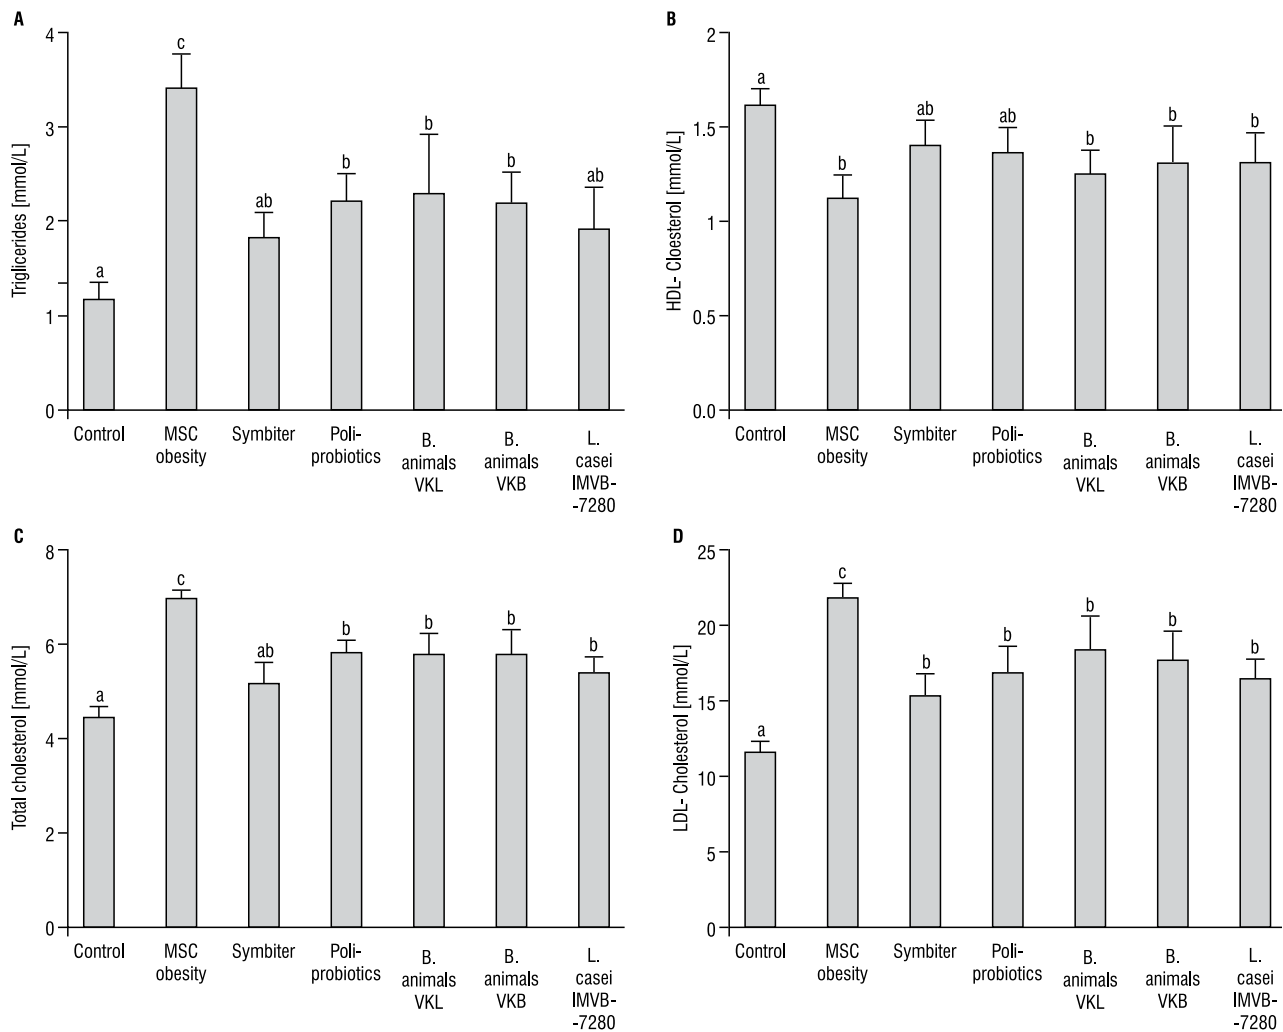 A
Triglicerides [mmol/L]
4
3
2
1
0
a
c
ab
b
b
b
ab
Control
MSC
obesity
Symbiter
Poli-
probiotics
B.
animals
VKL
B.
animals
VKB
L.
casei
IMVB-
-7280
B
HDL- Cloesterol [mmol/L]
2
1.5
1
0.5
0.0
a
b
ab
ab
b
b
b
Control
MSC
obesity
Symbiter
Poli-
probiotics
B.
animals
VKL
B.
animals
VKB
L.
casei
IMVB-
-7280
C
Total cholesterol [mmol/L]
8
6
4
2
0
a
c
ab
b
b
b
b
Control
MSC
obesity
Symbiter
Poli-
probiotics
B.
animals
VKL
B.
animals
VKB
L.
casei
IMVB-
-7280
D
LDL- Cholesterol [mmol/L]
25
20
15
10
5
0
a
c
b
b
b
b
b
Control
MSC
obesity
Symbiter
Poli-
probiotics
B.
animals
VKL
B.
animals
VKB
L.
casei
IMVB-
-7280